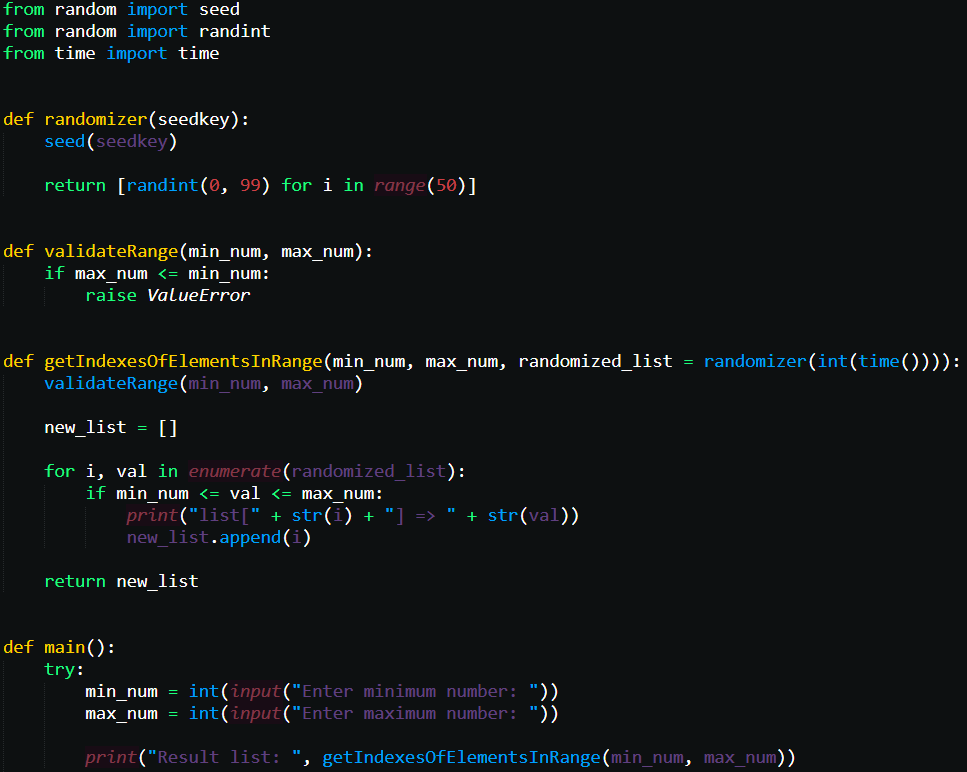 from random import seed
from random import randint
from time import time
def randomizer(seedkey):
    seed(seedkey)
    return [randint(0, 99) for i in range(50)]
def validateRange(min_num, max_num):
    if max_num <= min_num:
        raise ValueError
def getIndexesOfElementsInRange(min_num, max_num, randomized_list = randomizer(int(time()))):
    validateRange(min_num, max_num)
    new_list = []
    for i, val in enumerate(randomized_list):
        if min_num <= val <= max_num:
            print("list[" + str(i) + "] => " + str(val))
            new_list.append(i)
    return new_list
def main():
    try:
        min_num = int(input("Enter minimum number: "))
        max_num = int(input("Enter maximum number: "))
        print("Result list: ", getIndexesOfElementsInRange(min_num, max_num))